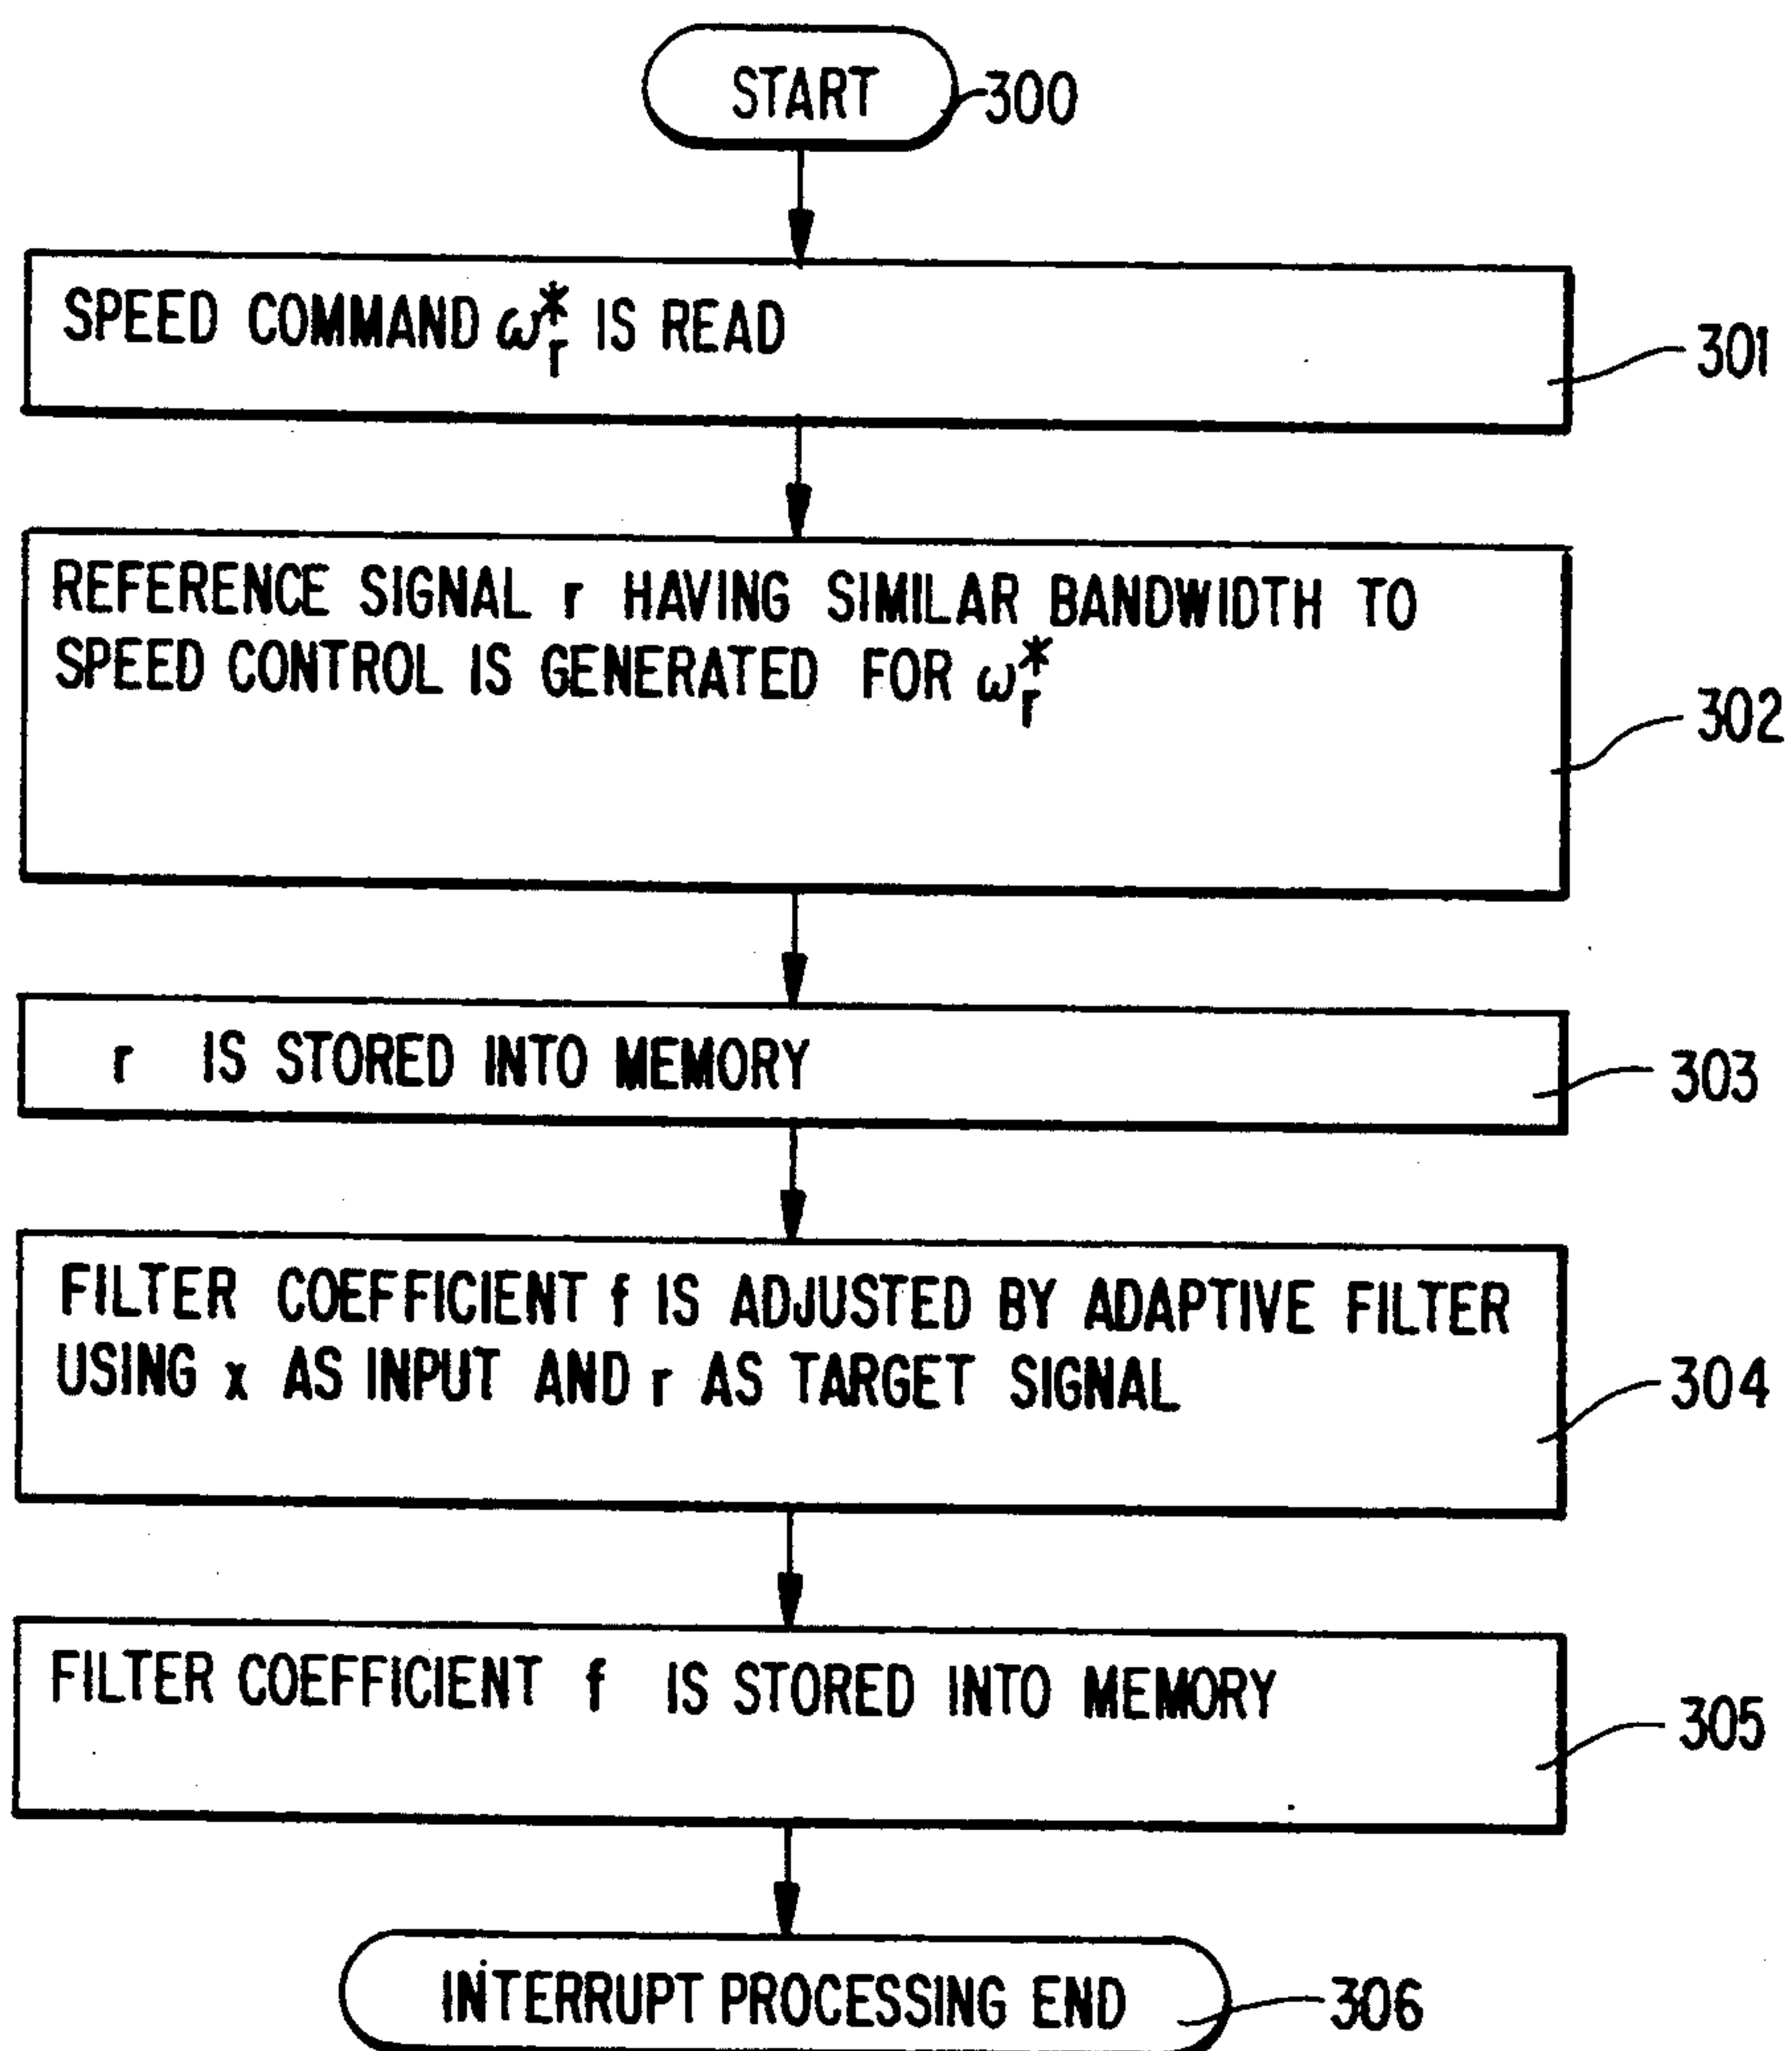 START
300
SPEED COMMAND ωr* IS READ
301
REFERENCE SIGNAL r HAVING SIMILAR BANDWIDTH TO
SPEED CONTROL IS GENERATED FOR ωr*
302
r IS STORED INTO MEMORY
303
FILTER COEFFICIENT f IS ADJUSTED BY ADAPTIVE FILTER
USING x AS INPUT AND r AS TARGET SIGNAL
304
FILTER COEFFICIENT f IS STORED INTO MEMORY
305
INTERRUPT PROCESSING END
306